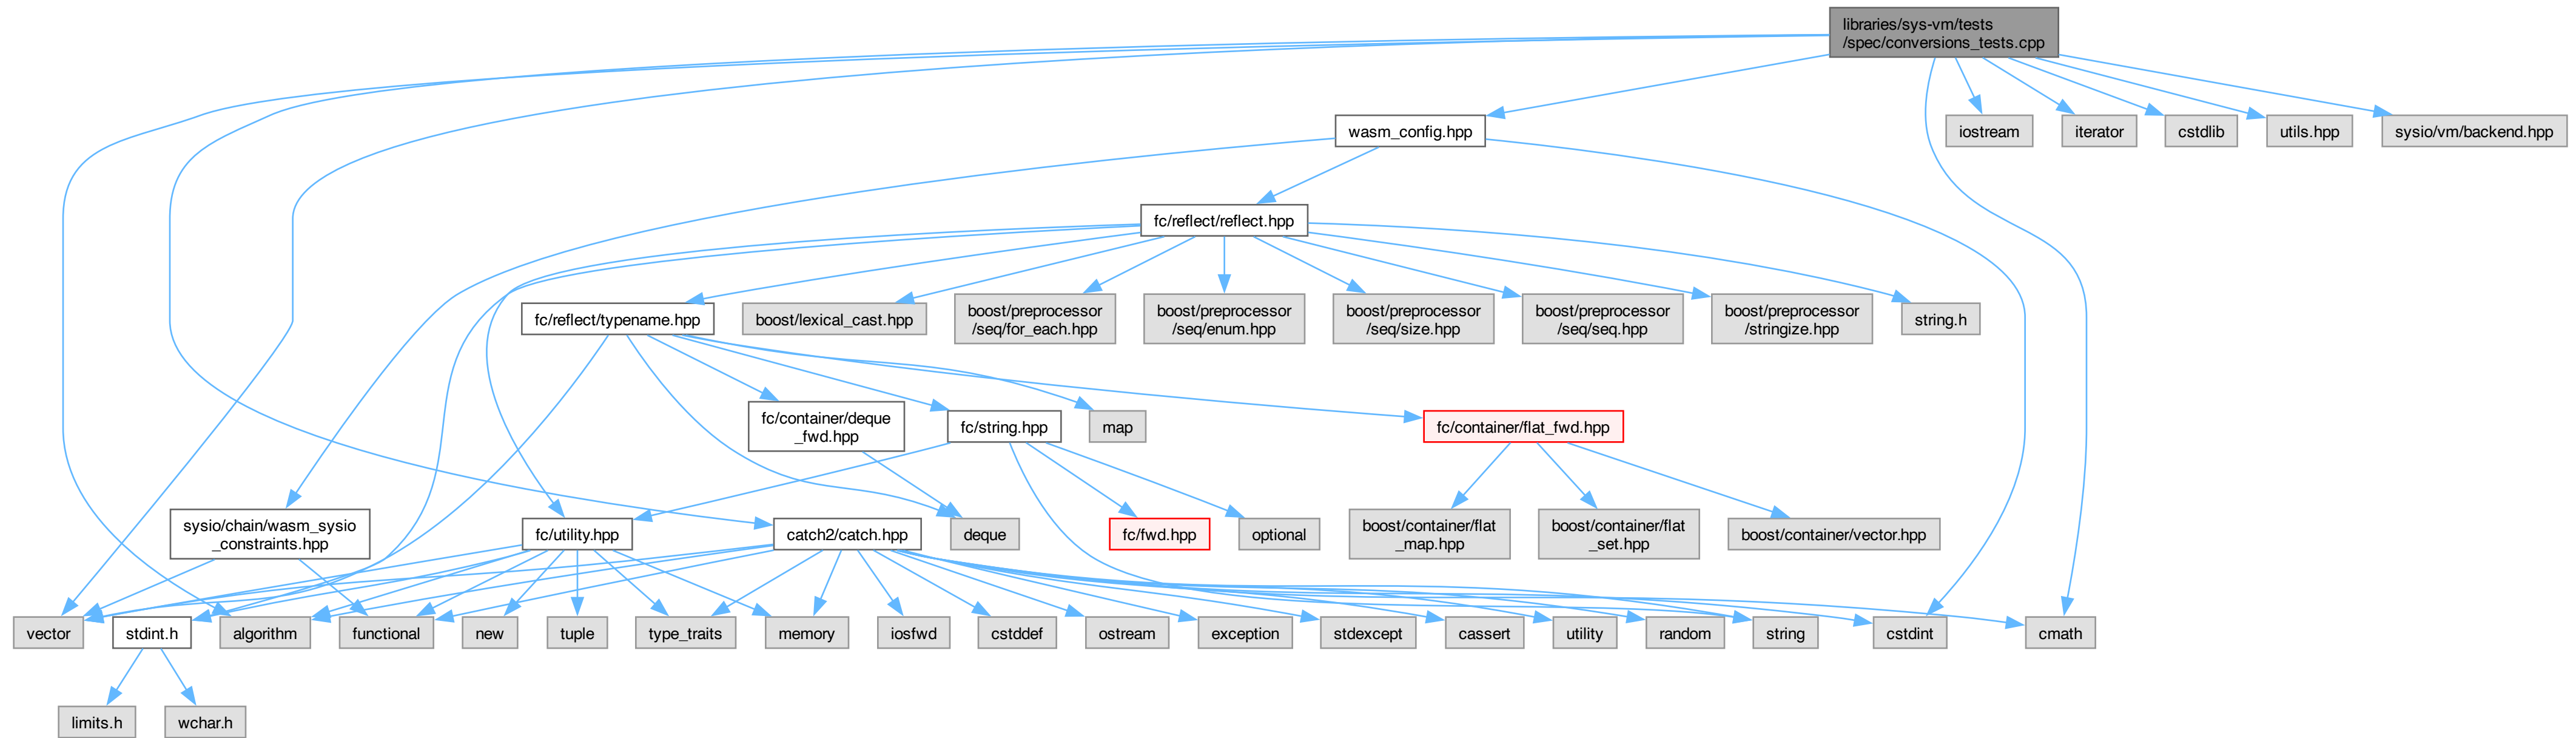 libraries/sys-vm/tests
/spec/conversions_tests.cpp
wasm_config.hpp
iostream
iterator
cstdlib
utils.hpp
sysio/vm/backend.hpp
fc/reflect/reflect.hpp
fc/reflect/typename.hpp
boost/lexical_cast.hpp
boost/preprocessor
/seq/for_each.hpp
boost/preprocessor
/seq/enum.hpp
boost/preprocessor
/seq/size.hpp
boost/preprocessor
/seq/seq.hpp
boost/preprocessor
/stringize.hpp
string.h
fc/container/deque
_fwd.hpp
fc/string.hpp
map
fc/container/flat_fwd.hpp
sysio/chain/wasm_sysio
_constraints.hpp
fc/utility.hpp
catch2/catch.hpp
deque
fc/fwd.hpp
optional
boost/container/flat
_map.hpp
boost/container/flat
_set.hpp
boost/container/vector.hpp
vector
stdint.h
algorithm
functional
new
tuple
type_traits
memory
iosfwd
cstddef
ostream
exception
stdexcept
cassert
utility
random
string
cstdint
cmath
limits.h
wchar.h